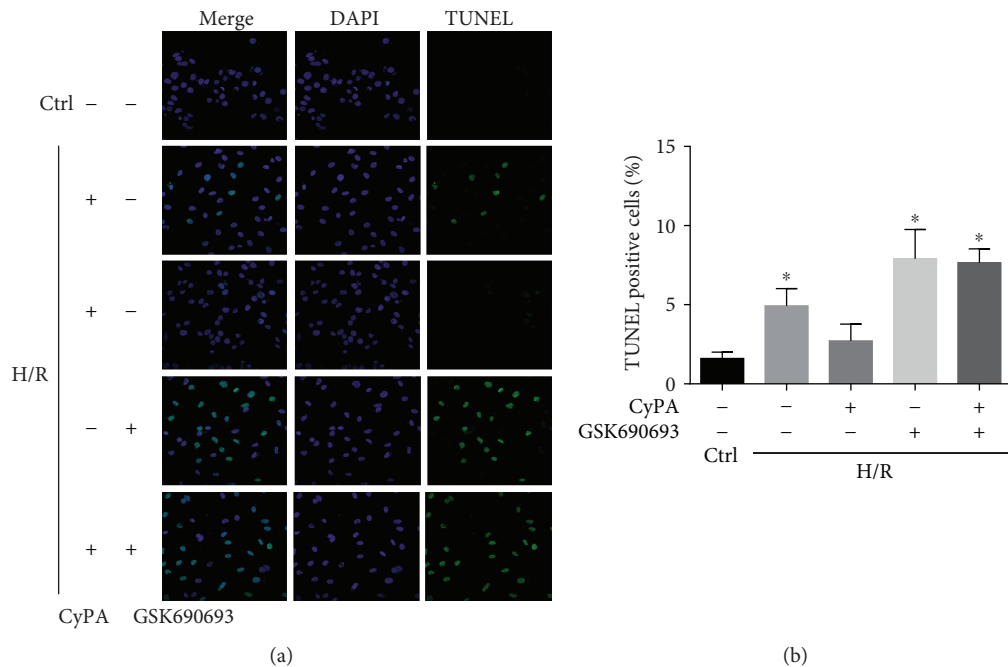 Merge DAPI TUNEL
Ctrl − −
+ −
+ −
H/R
− +
+ +
CyPA GSK690693
(a)
TUNEL positive cells (%)
15
10
5
0
*
*
*
CyPA − − + − +
GSK690693 − − − + +
Ctrl
H/R
(b)